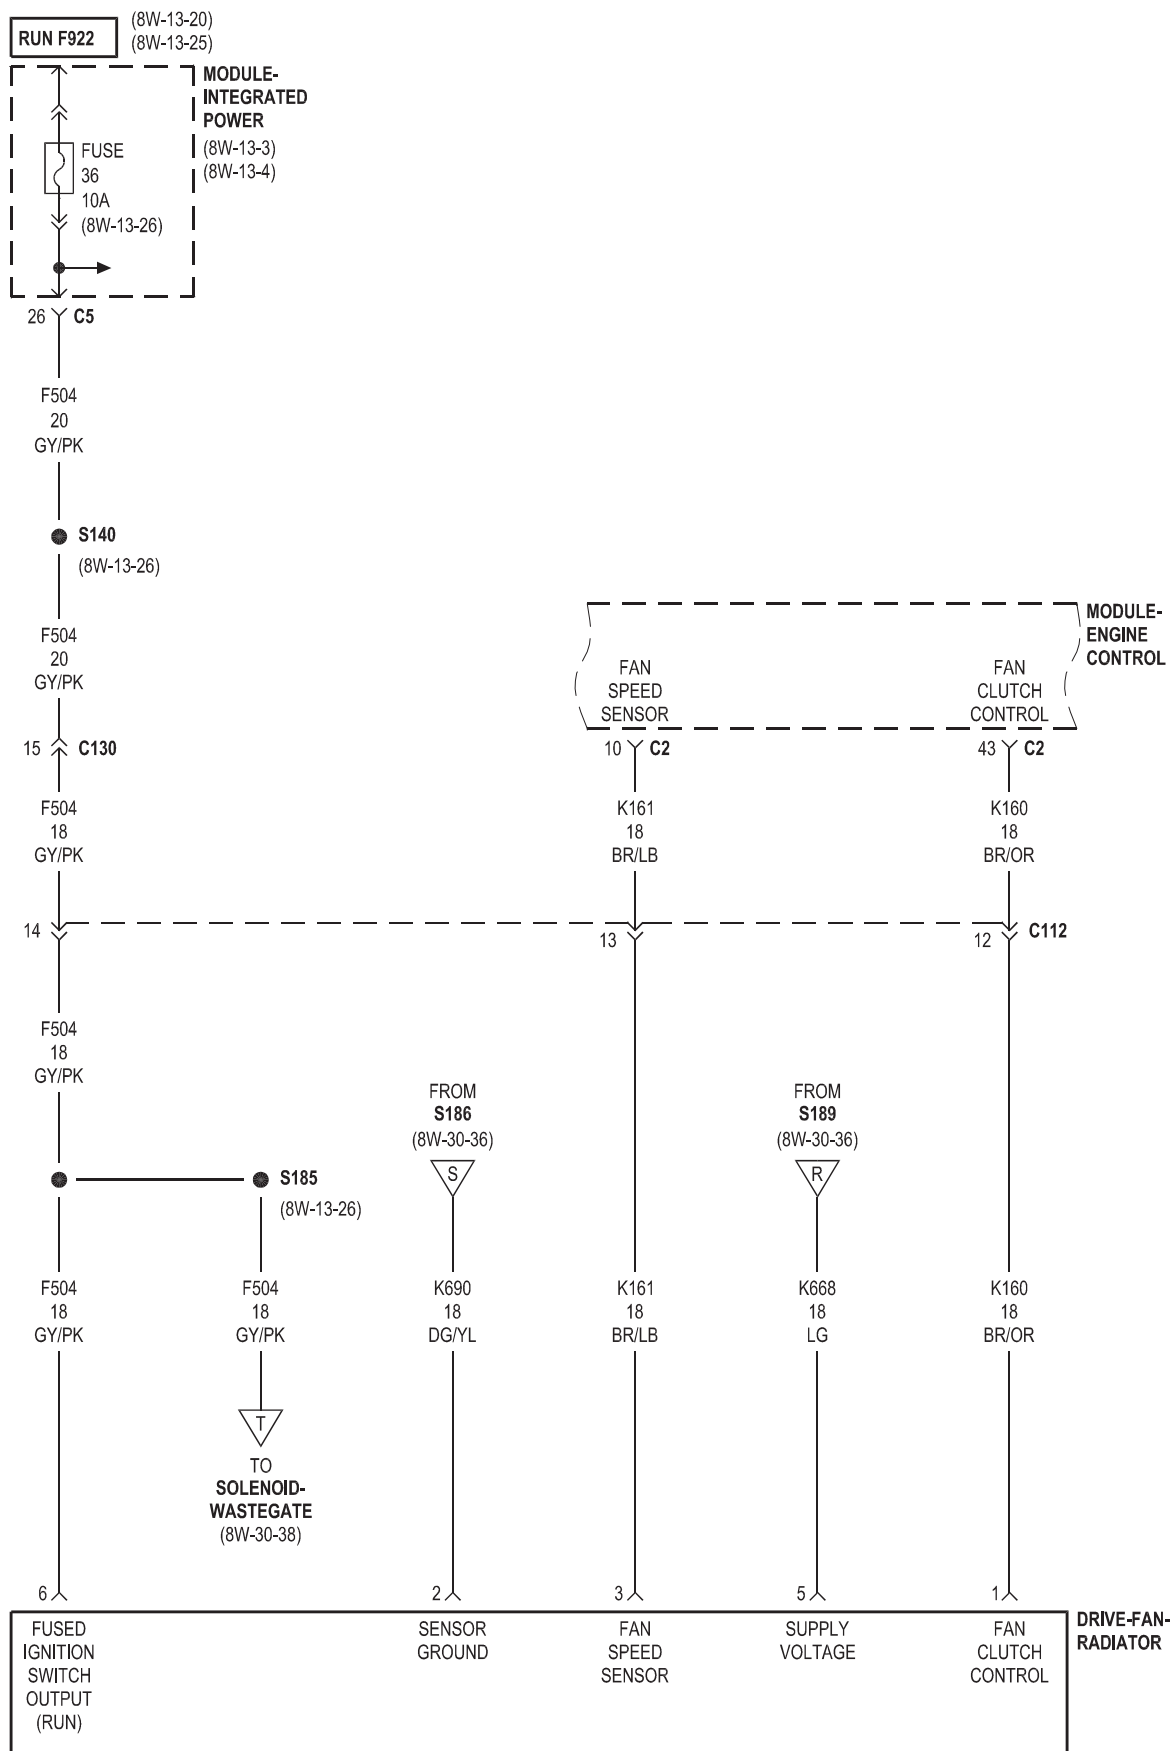 RUN F922
(8W-13-20)
(8W-13-25)
MODULE-
INTEGRATED
POWER
(8W-13-3)
(8W-13-4)
FUSE
36
10A
(8W-13-26)
26
C5
F504
20
GY/PK
S140
(8W-13-26)
F504
20
GY/PK
MODULE-
ENGINE
CONTROL
FAN
SPEED
SENSOR
FAN
CLUTCH
CONTROL
15
C130
10
C2
43
C2
F504
18
GY/PK
K161
18
BR/LB
K160
18
BR/OR
14
13
12
C112
F504
18
GY/PK
FROM
S186
(8W-30-36)
S
FROM
S189
(8W-30-36)
R
S185
(8W-13-26)
F504
18
GY/PK
F504
18
GY/PK
K690
18
DG/YL
K161
18
BR/LB
K668
18
LG
K160
18
BR/OR
T
TO
SOLENOID-
WASTEGATE
(8W-30-38)
6
2
3
5
1
DRIVE-FAN-
RADIATOR
FUSED
IGNITION
SWITCH
OUTPUT
(RUN)
SENSOR
GROUND
FAN
SPEED
SENSOR
SUPPLY
VOLTAGE
FAN
CLUTCH
CONTROL